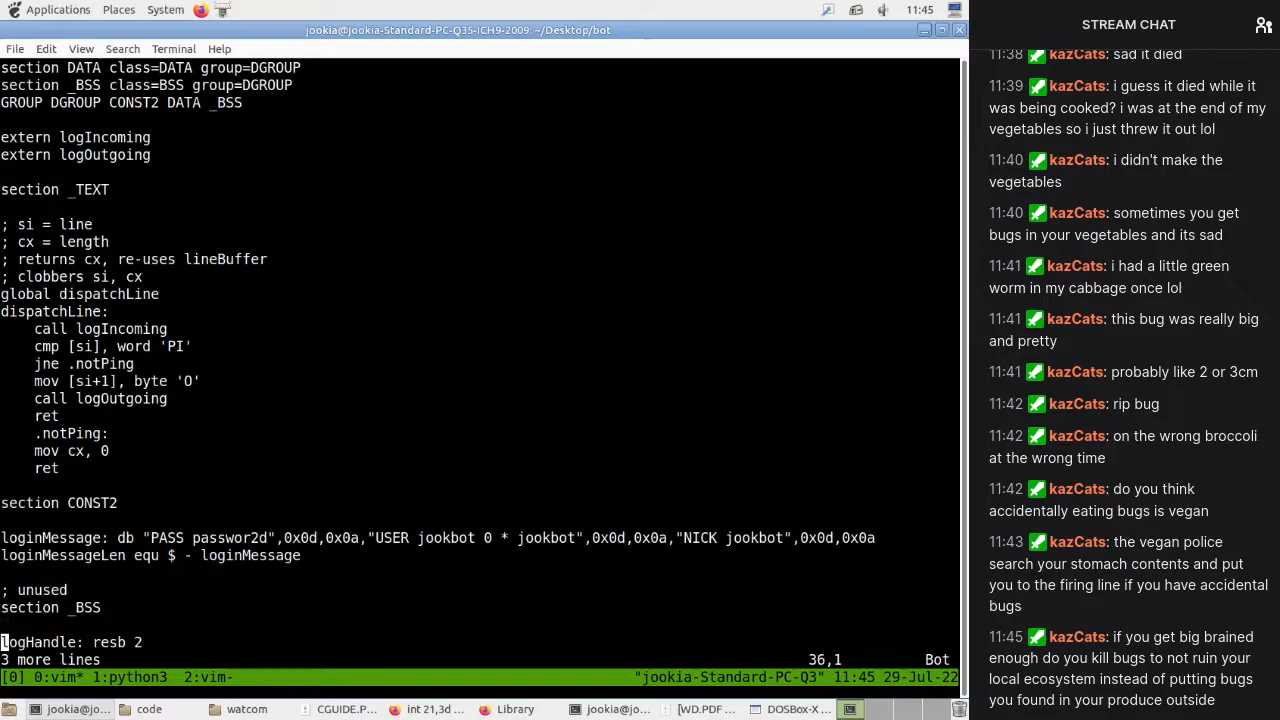 Applications Places System 11:45
jookia@jookia-Standard-PC-Q35-ICH9-2009: ~/Desktop/bot
File Edit View Search Terminal Help
section DATA class=DATA group=DGROUP
section _BSS class=BSS group=DGROUP
GROUP DGROUP CONST2 DATA _BSS
extern logIncoming
extern logOutgoing
section _TEXT
; si = line
; cx = length
; returns cx, re-uses lineBuffer
; clobbers si, cx
global dispatchLine
dispatchLine:
call logIncoming
cmp [si], word 'PI'
jne .notPing
mov [si+1], byte 'O'
call logOutgoing
ret
.notPing:
mov cx, 0
ret
section CONST2
loginMessage: db "PASS passwor2d",0x0d,0x0a,"USER jookbot 0 * jookbot",0x0d,0x0a,"NICK jookbot",0x0d,0x0a
loginMessageLen equ $ - loginMessage
; unused
section _BSS
logHandle: resb 2
3 more lines 36,1 Bot
[0] 0:vim* 1:python3 2:vim- "jookia-Standard-PC-Q3" 11:45 29-Jul-22
jookia@jo... code watcom CGUIDE.P... int 21,3d ... Library jookia@jo... [WD.PDF ... DOSBox-X ...
STREAM CHAT
11:38 kazCats: sad it died
11:39 kazCats: i guess it died while it
was being cooked? i was at the end of my
vegetables so i just threw it out lol
11:40 kazCats: i didn't make the
vegetables
11:40 kazCats: sometimes you get
bugs in your vegetables and its sad
11:41 kazCats: i had a little green
worm in my cabbage once lol
11:41 kazCats: this bug was really big
and pretty
11:41 kazCats: probably like 2 or 3cm
11:42 kazCats: rip bug
11:42 kazCats: on the wrong broccoli
at the wrong time
11:42 kazCats: do you think
accidentally eating bugs is vegan
11:43 kazCats: the vegan police
search your stomach contents and put
you to the firing line if you have accidental
bugs
11:45 kazCats: if you get big brained
enough do you kill bugs to not ruin your
local ecosystem instead of putting bugs
you found in your produce outside